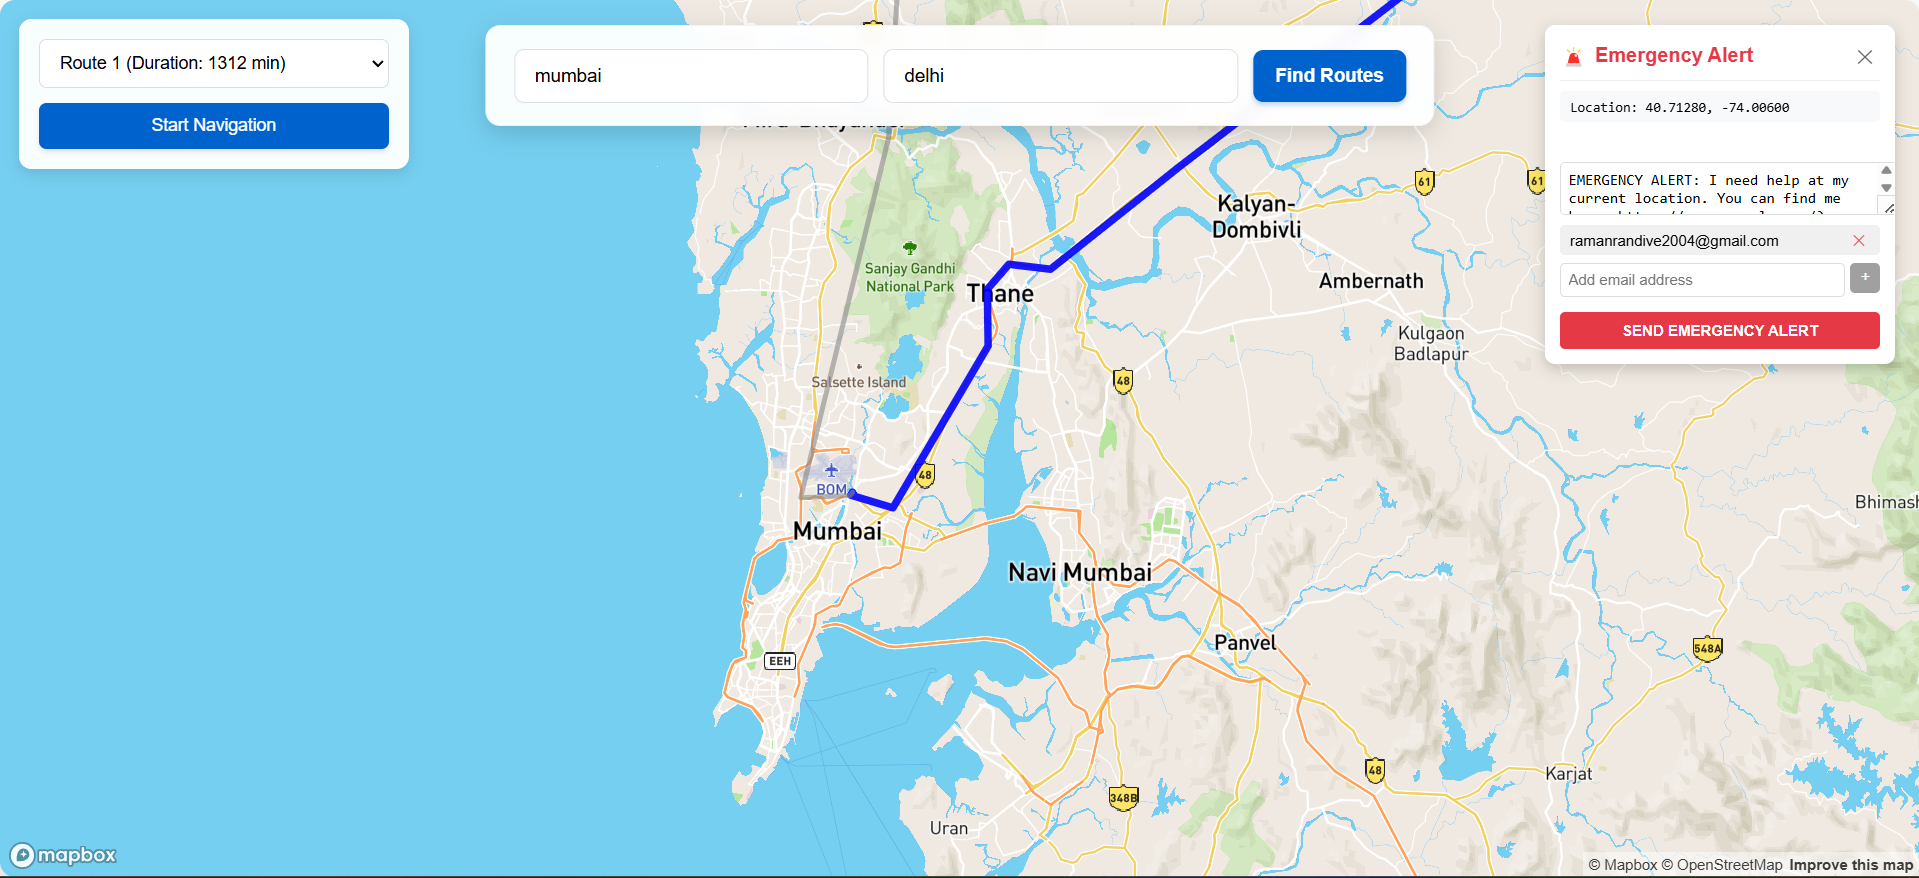 Route 1 (Duration: 1312 min)
Start Navigation
mumbai
delhi
Find Routes
Emergency Alert
Location: 40.71280, -74.00600
EMERGENCY ALERT: I need help at my
current location. You can find me
ramanrandive2004@gmail.com
Add email address
+
SEND EMERGENCY ALERT
61
61
Kalyan-
Dombivli
Sanjay Gandhi
National Park
Thane
Ambernath
Kulgaon
Badlapur
48
Salsette Island
48
BOM
Mumbai
Bhimash
Navi Mumbai
Panvel
EEH
548A
48
Karjat
348B
Uran
mapbox
© Mapbox © OpenStreetMap Improve this map